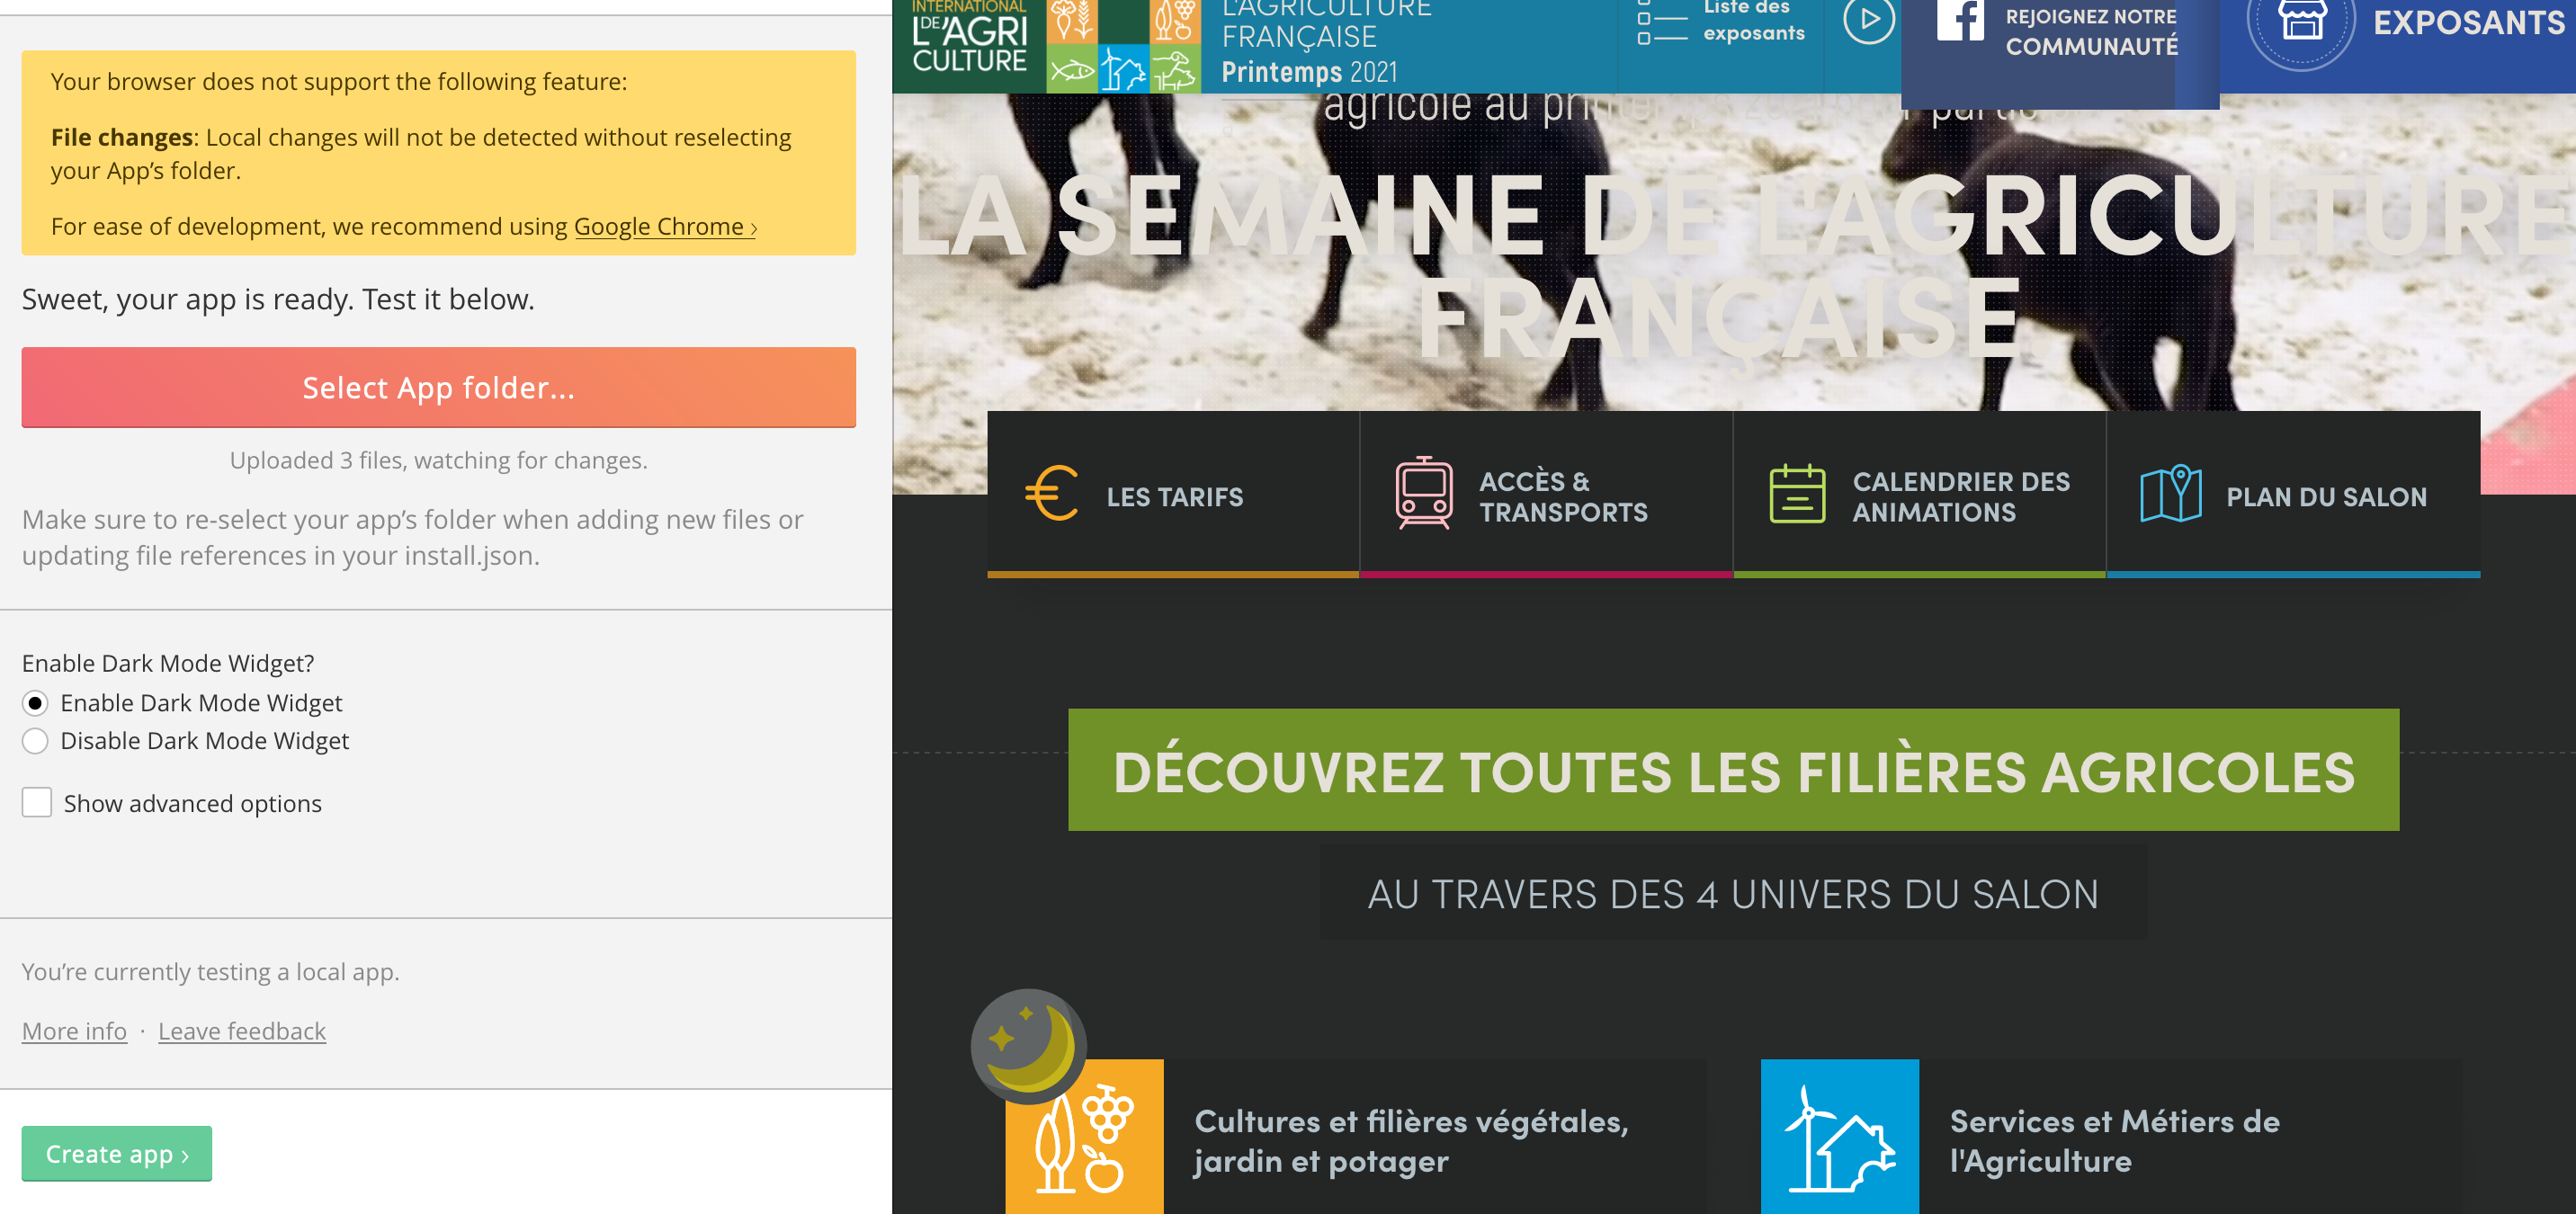 Your browser does not support the following feature:
File changes: Local changes will not be detected without reselecting
your App’s folder.
For ease of development, we recommend using Google Chrome ›
Sweet, your app is ready. Test it below.
Select App folder...
Uploaded 3 files, watching for changes.
Make sure to re-select your app’s folder when adding new files or
updating file references in your install.json.
Enable Dark Mode Widget?
Enable Dark Mode Widget
Disable Dark Mode Widget
Show advanced options
You’re currently testing a local app.
More info · Leave feedback
Create app ›
INTERNATIONAL
DE L'AGRI
CULTURE
L'AGRICULTURE
FRANÇAISE
Printemps 2021
Liste des
exposants
REJOIGNEZ NOTRE
COMMUNAUTÉ
EXPOSANTS
agricole au
LA SEMAINE DE L'AGRICULTURE
FRANÇAISE
LES TARIFS
ACCÈS &
TRANSPORTS
CALENDRIER DES
ANIMATIONS
PLAN DU SALON
DÉCOUVREZ TOUTES LES FILIÈRES AGRICOLES
AU TRAVERS DES 4 UNIVERS DU SALON
Cultures et filières végétales,
jardin et potager
Services et Métiers de
l'Agriculture